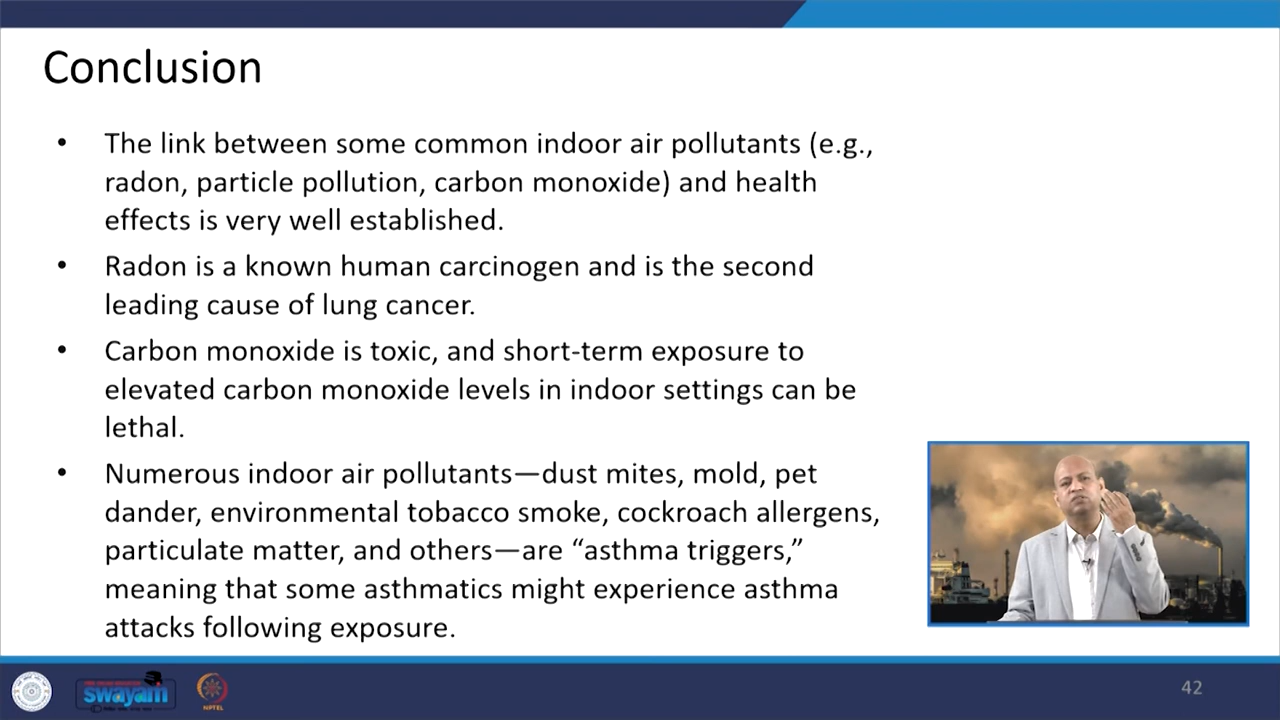 Conclusion
• The link between some common indoor air pollutants (e.g.,
radon, particle pollution, carbon monoxide) and health
effects is very well established.
• Radon is a known human carcinogen and is the second
leading cause of lung cancer.
• Carbon monoxide is toxic, and short-term exposure to
elevated carbon monoxide levels in indoor settings can be
lethal.
• Numerous indoor air pollutants—dust mites, mold, pet
dander, environmental tobacco smoke, cockroach allergens,
particulate matter, and others—are “asthma triggers,”
meaning that some asthmatics might experience asthma
attacks following exposure.
swayam
NPTEL
42